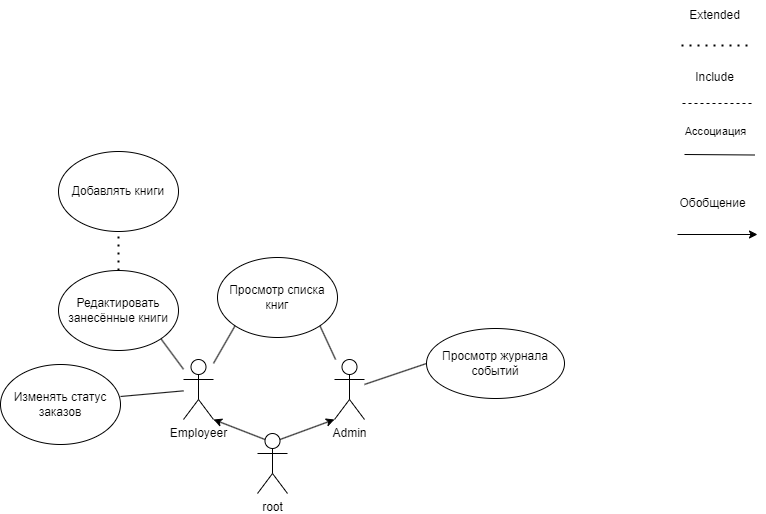 Extended
Include
Ассоциация
Обобщение
Добавлять книги
Редактировать
занесённые книги
Просмотр списка
книг
Просмотр журнала
событий
Изменять статус
заказов
Employeer
Admin
root